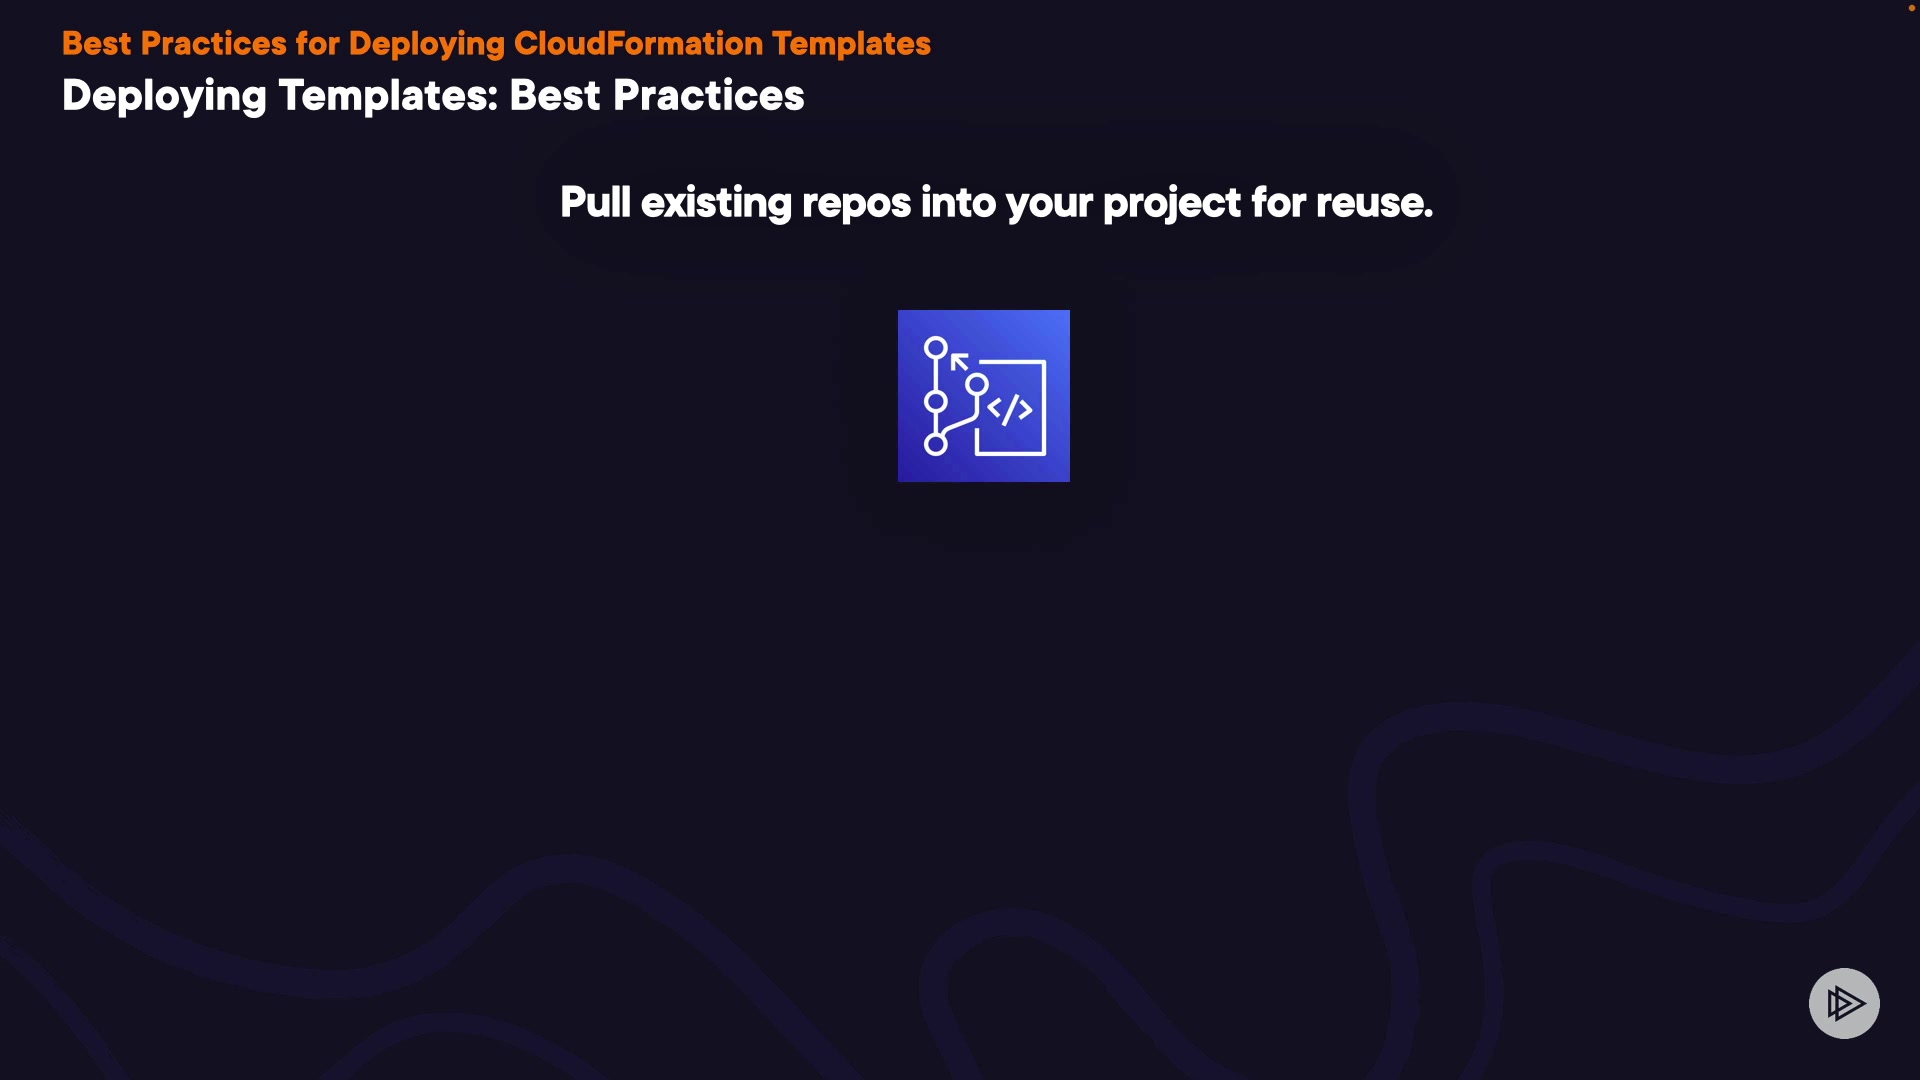 Best Practices for Deploying CloudFormation Templates
Deploying Templates: Best Practices
Pull existing repos into your project for reuse.